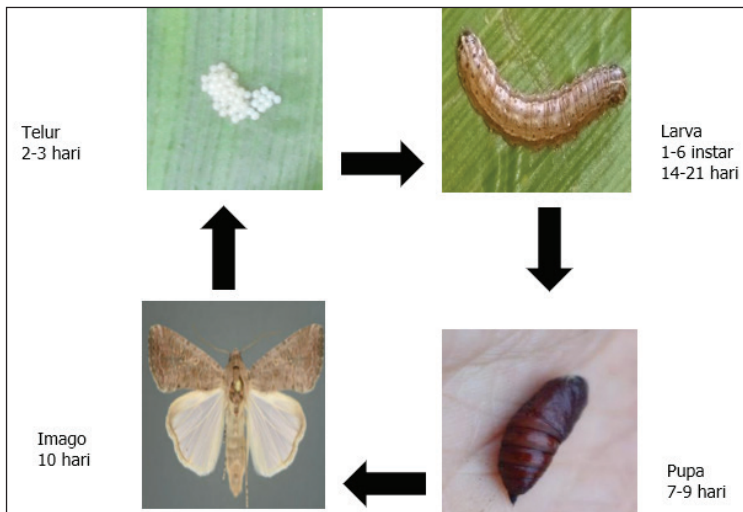 Telur
2-3 hari
Larva
1-6 instar
14-21 hari
Imago
10 hari
Pupa
7-9 hari